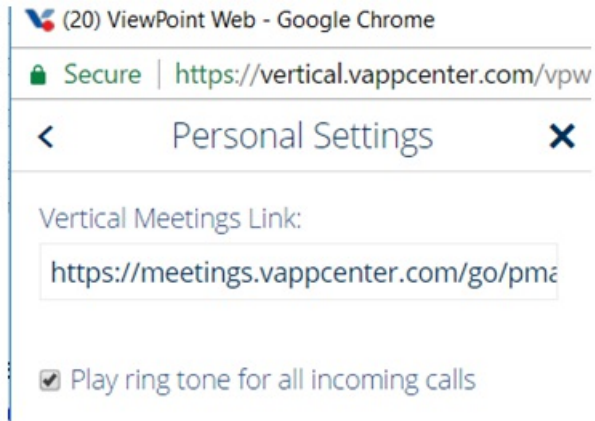 (20) ViewPoint Web - Google Chrome
Secure | https://vertical.vappcenter.com/vpw
Personal Settings
Vertical Meetings Link:
https://meetings.vappcenter.com/go/pma
Play ring tone for all incoming calls